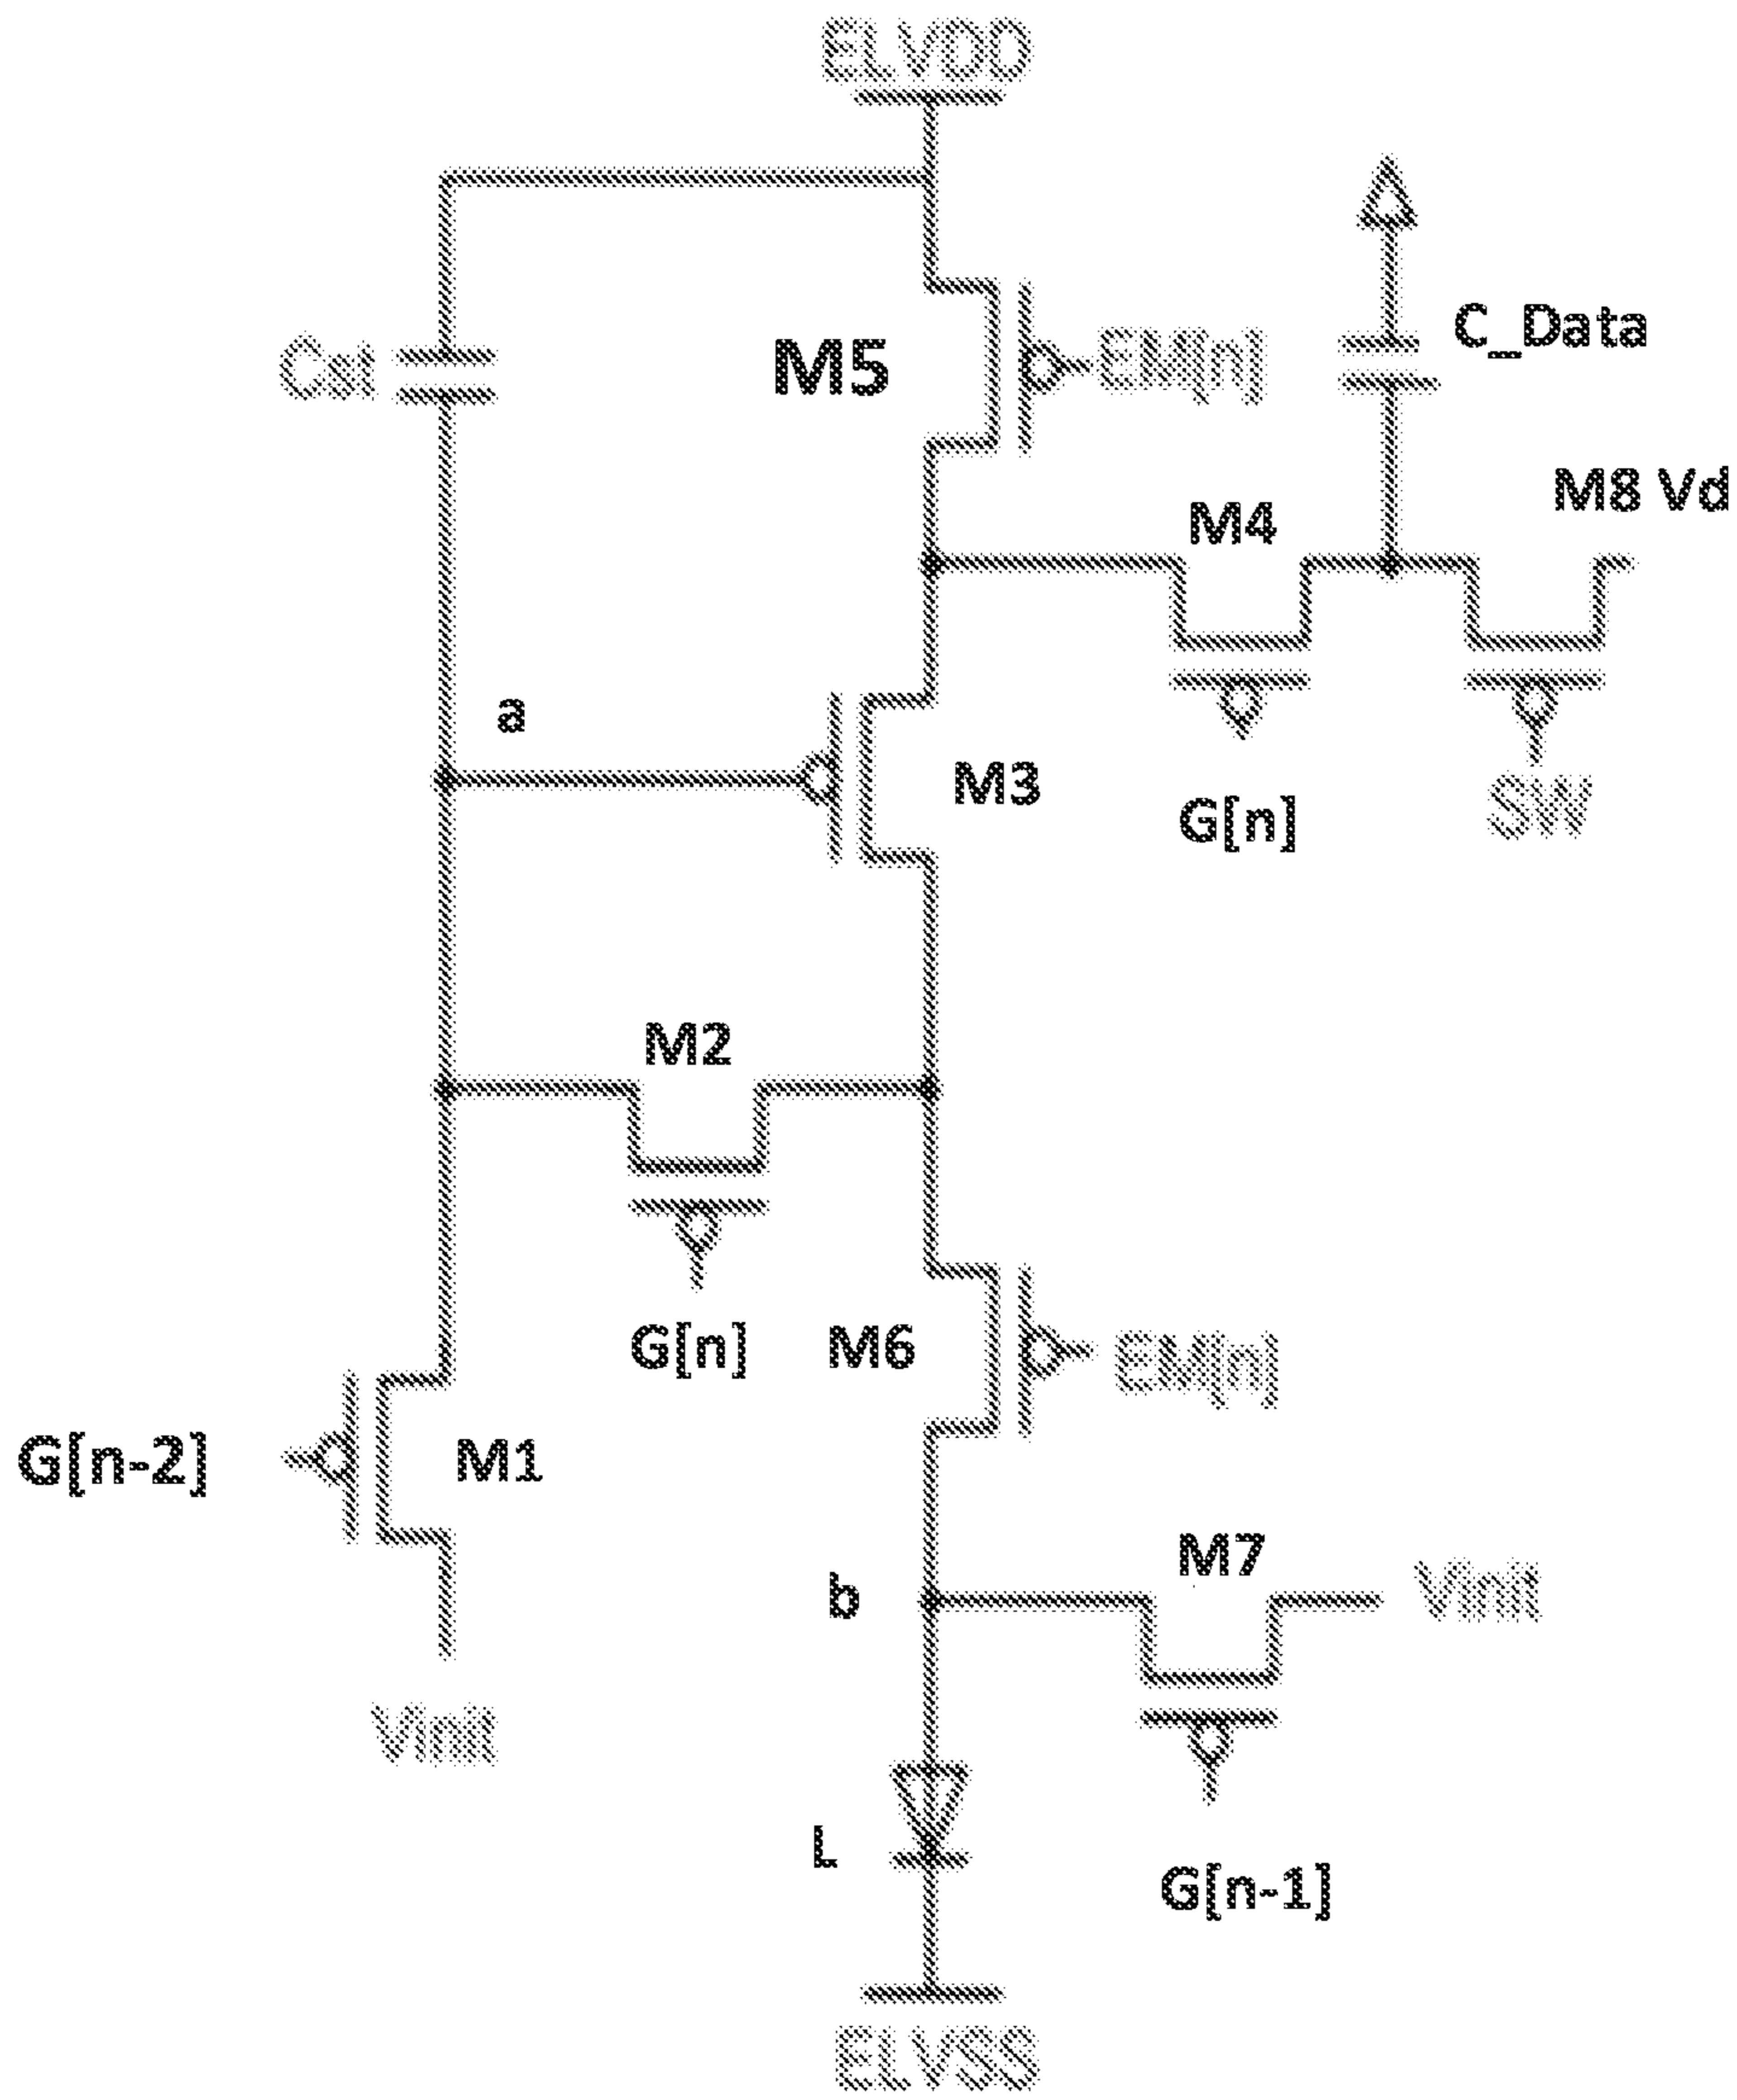 ELVDD
C_Data
Cst
M5
EM[n]
M8 Vd
M4
a
M3
G[n]
SW
M2
G[n]
M6
EM[n]
G[n-2]
M1
M7
b
Vinit
Vinit
L
G[n-1]
ELVSS